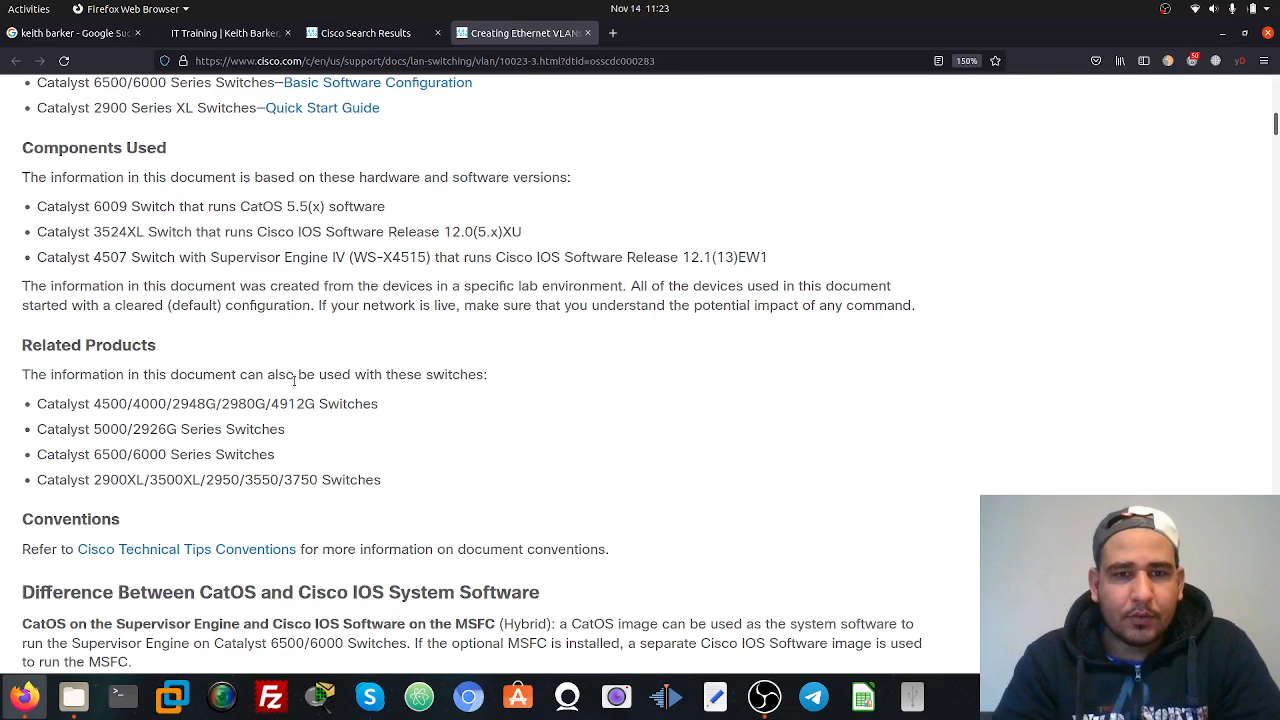 Activities
Firefox Web Browser
Nov 14, 11:23
keith barker - Google Sea
IT Training | Keith Barker,
Cisco Search Results
Creating Ethernet VLANs
https://www.cisco.com/c/en/us/support/docs/lan-switching/vlan/10023-3.html?dtid=osscdc000283
150%
50
yD
• Catalyst 6500/6000 Series Switches—Basic Software Configuration
• Catalyst 2900 Series XL Switches—Quick Start Guide
Components Used
The information in this document is based on these hardware and software versions:
• Catalyst 6009 Switch that runs CatOS 5.5(x) software
• Catalyst 3524XL Switch that runs Cisco IOS Software Release 12.0(5.x)XU
• Catalyst 4507 Switch with Supervisor Engine IV (WS-X4515) that runs Cisco IOS Software Release 12.1(13)EW1
The information in this document was created from the devices in a specific lab environment. All of the devices used in this document
started with a cleared (default) configuration. If your network is live, make sure that you understand the potential impact of any command.
Related Products
The information in this document can also be used with these switches:
• Catalyst 4500/4000/2948G/2980G/4912G Switches
• Catalyst 5000/2926G Series Switches
• Catalyst 6500/6000 Series Switches
• Catalyst 2900XL/3500XL/2950/3550/3750 Switches
Conventions
Refer to Cisco Technical Tips Conventions for more information on document conventions.
Difference Between CatOS and Cisco IOS System Software
CatOS on the Supervisor Engine and Cisco IOS Software on the MSFC (Hybrid): a CatOS image can be used as the system software to
run the Supervisor Engine on Catalyst 6500/6000 Switches. If the optional MSFC is installed, a separate Cisco IOS Software image is used
to run the MSFC.